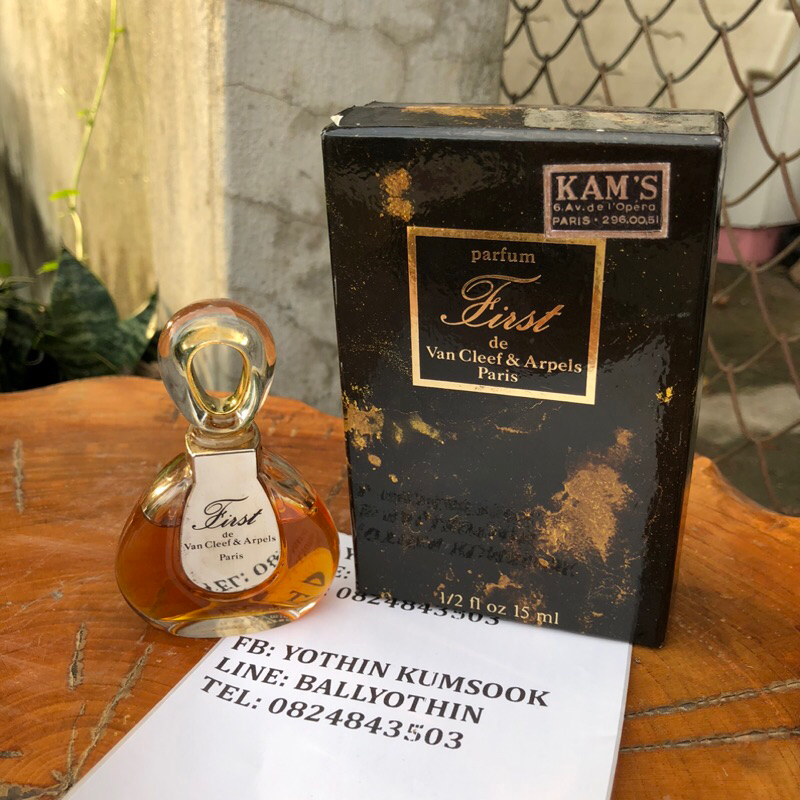 KAM'S
6.Av.de l'Opéra
PARIS · 296.00.51
parfum
First
de
Van Cleef & Arpels
Paris
1/2 fl oz 15 ml
First
de
Van Cleef & Arpels
Paris
0824843503
FB: YOTHIN KUMSOOK
LINE: BALLYOTHIN
TEL: 0824843503